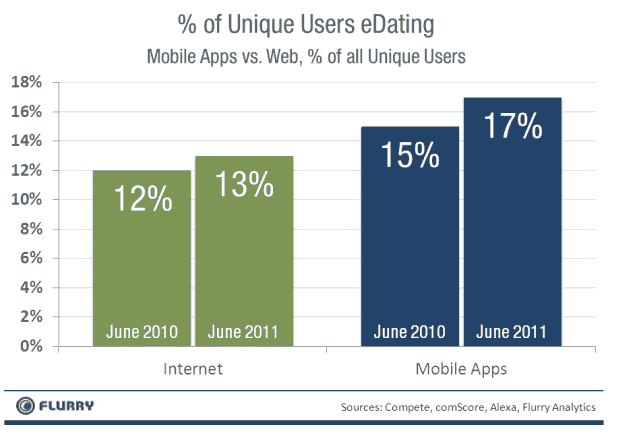 % of Unique Users eDating
Mobile Apps vs. Web, % of all Unique Users
18%
16%
14%
12%
10%
8%
6%
4%
2%
0%
12%
13%
15%
17%
June 2010
June 2011
June 2010
June 2011
Internet
Mobile Apps
FLURRY
Sources: Compete, comScore, Alexa, Flurry Analytics